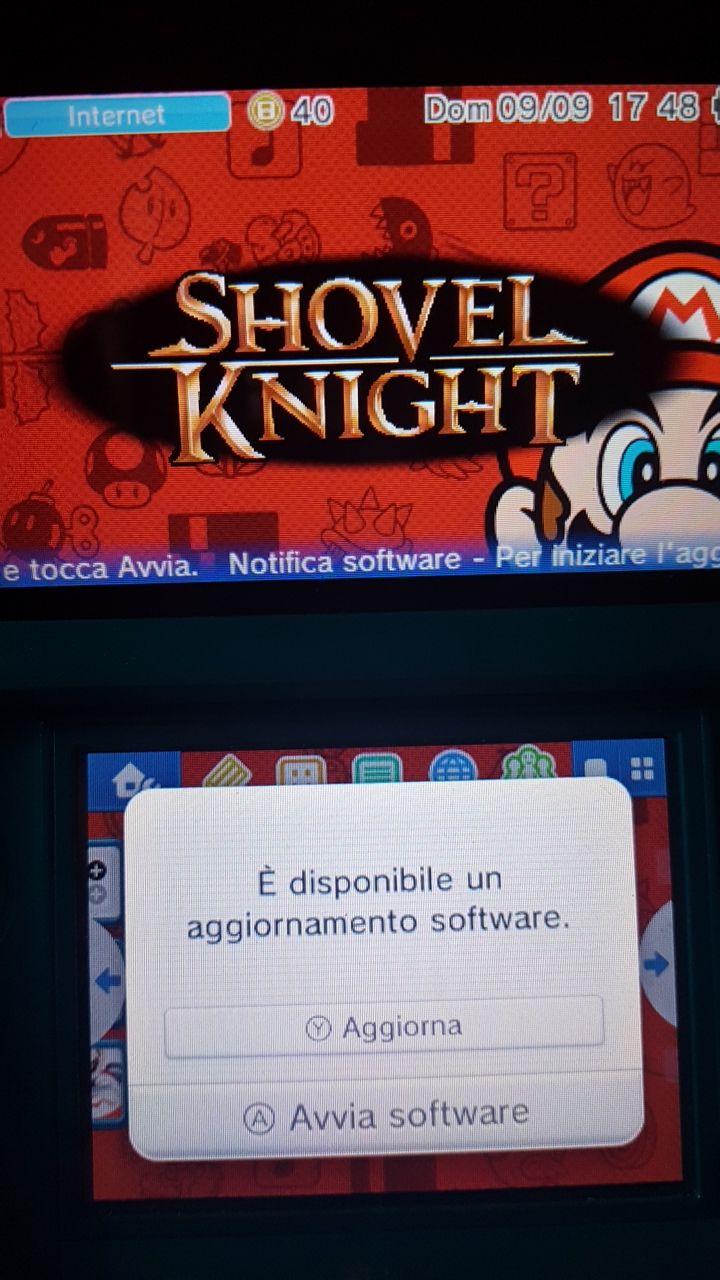 Internet 40 Dom 09/09 17 48
SHOVEL
KNIGHT
e tocca Avvia. Notifica software - Per iniziare l'agg
È disponibile un
aggiornamento software.
Y Aggiorna
A Avvia software